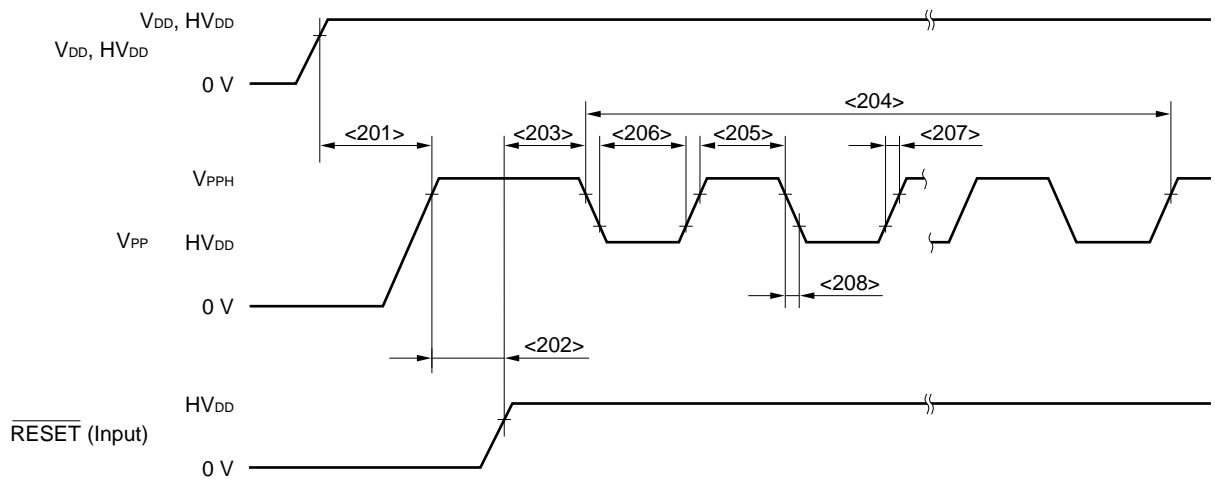 VDD, HVDD
VDD, HVDD
0 V
<204>
<201> <203> <206> <205> <207>
VPPH
VPP HVDD
<208>
0 V
<202>
HVDD
RESET (Input)
0 V